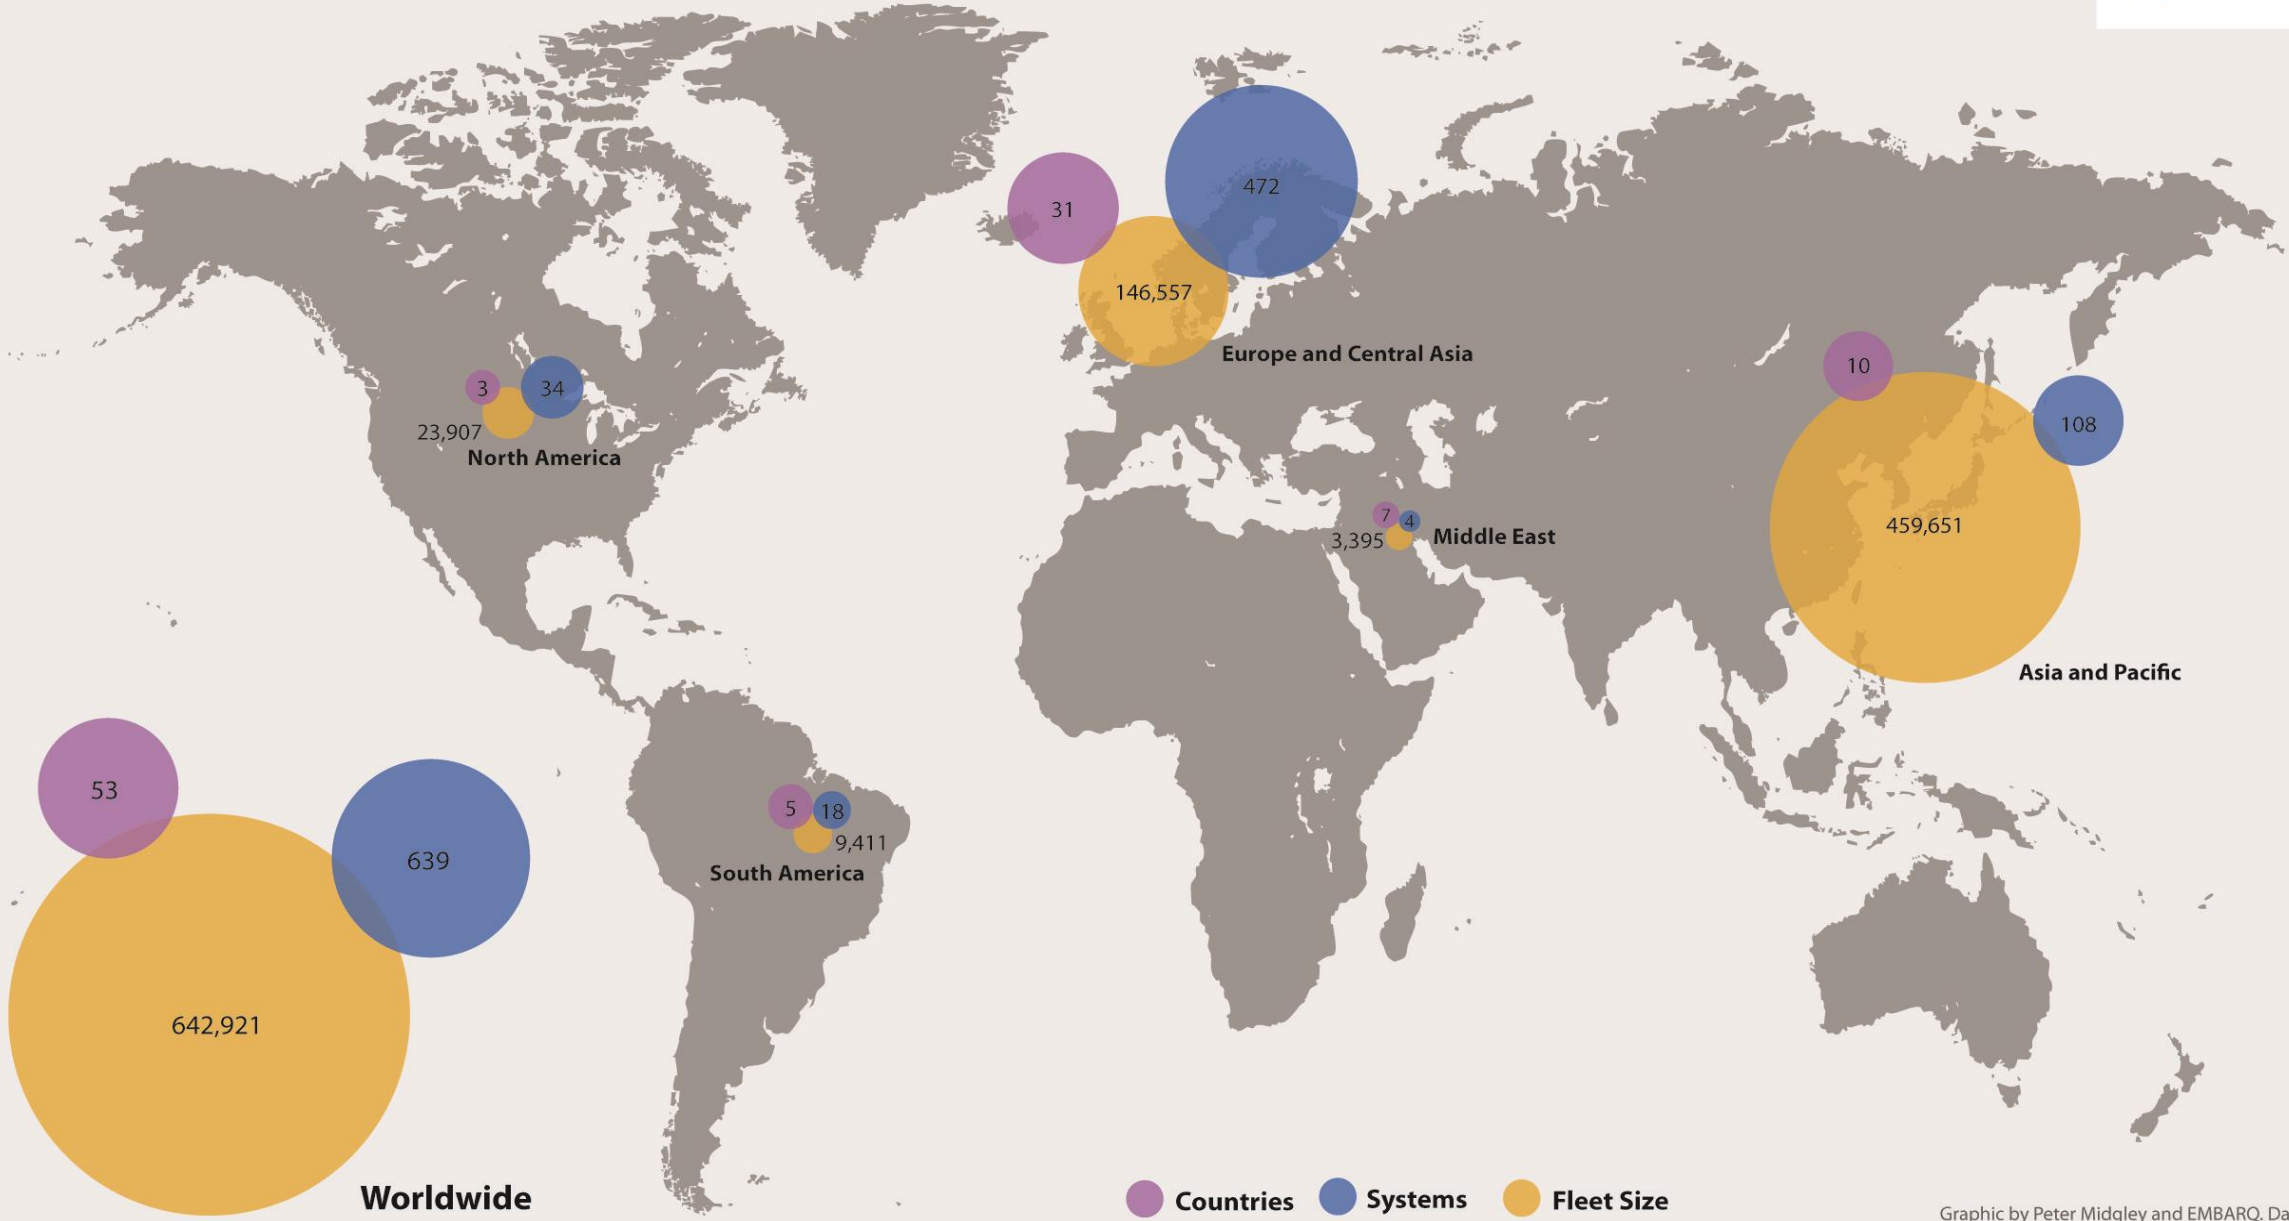 472
31
146,557
Europe and Central Asia
10
3
34
108
23,907
North America
459,651
7
4
3,395
Middle East
Asia and Pacific
53
5
18
9,411
639
South America
642,921
Worldwide
Countries
Systems
Fleet Size
Graphic by Peter Midgley and EMBARQ. Da